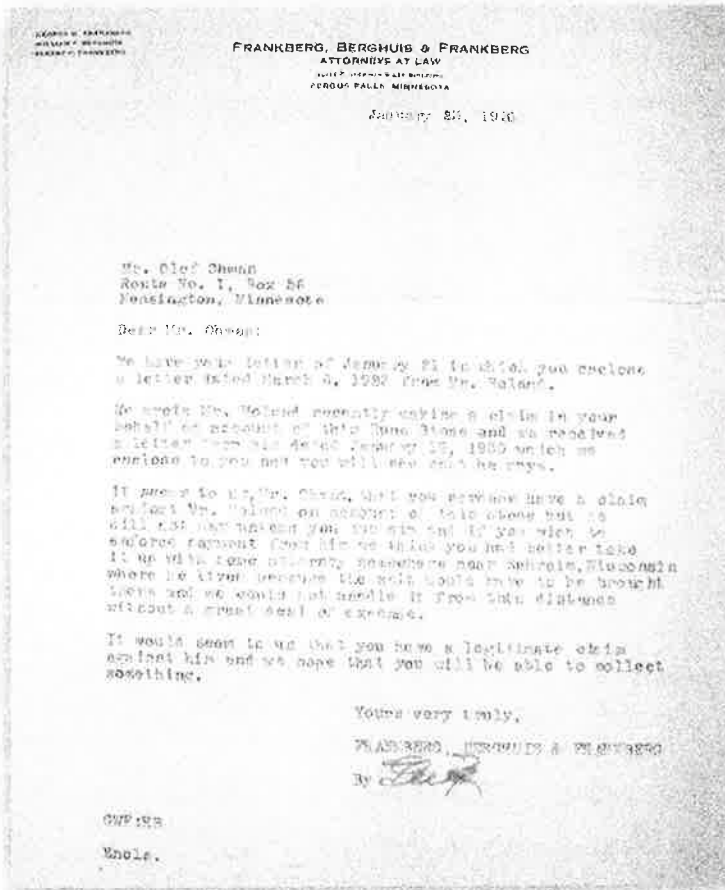 FRANKBERG, BERGHUIS & FRANKBERG
ATTORNEYS AT LAW
FERGUS FALLS, MINNESOTA
January
Mr. Olof Ohman
Route No. 1, Box
Kensington, Minnesota
Dear Mr. Ohman:
We have your letter of January 21 in which you enclose
a letter dated March 4, from Mr. Holand.
We wrote Mr. Holand recently making a claim in your
behalf on account of this Rune Stone and we received
a letter from him dated January which we
enclose to you and you will see what he says.
It seems to us, Mr. Ohman, that you perhaps have a claim
against Mr. Holand on account of this stone but he
will not pay unless you sue him and if you wish to
enforce payment from him we think you had better take
it up with some attorney somewhere near Ephraim, Wisconsin
where he lives because the suit would have to be brought
there and we could not handle it from this distance
without a great deal of expense.
It would seem to us that you have a legitimate claim
against him and we hope that you will be able to collect
something.
Yours very truly,
FRANKBERG, BERGHUIS & FRANKBERG
By
Encls.